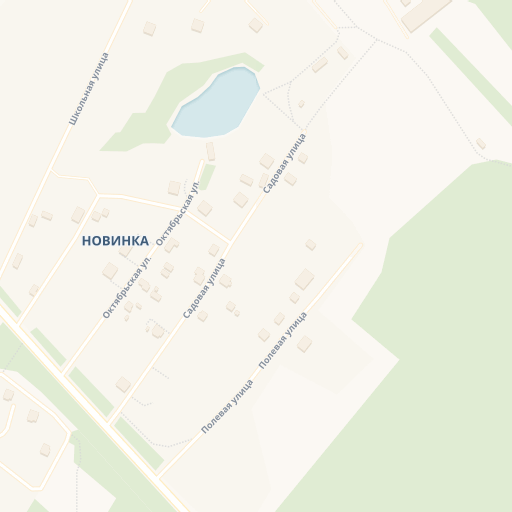 Школьная улица
Садовая улица
Октябрьская ул.
НОВИНКА
Октябрьская ул.
Садовая улица
Полевая улица
Полевая улица